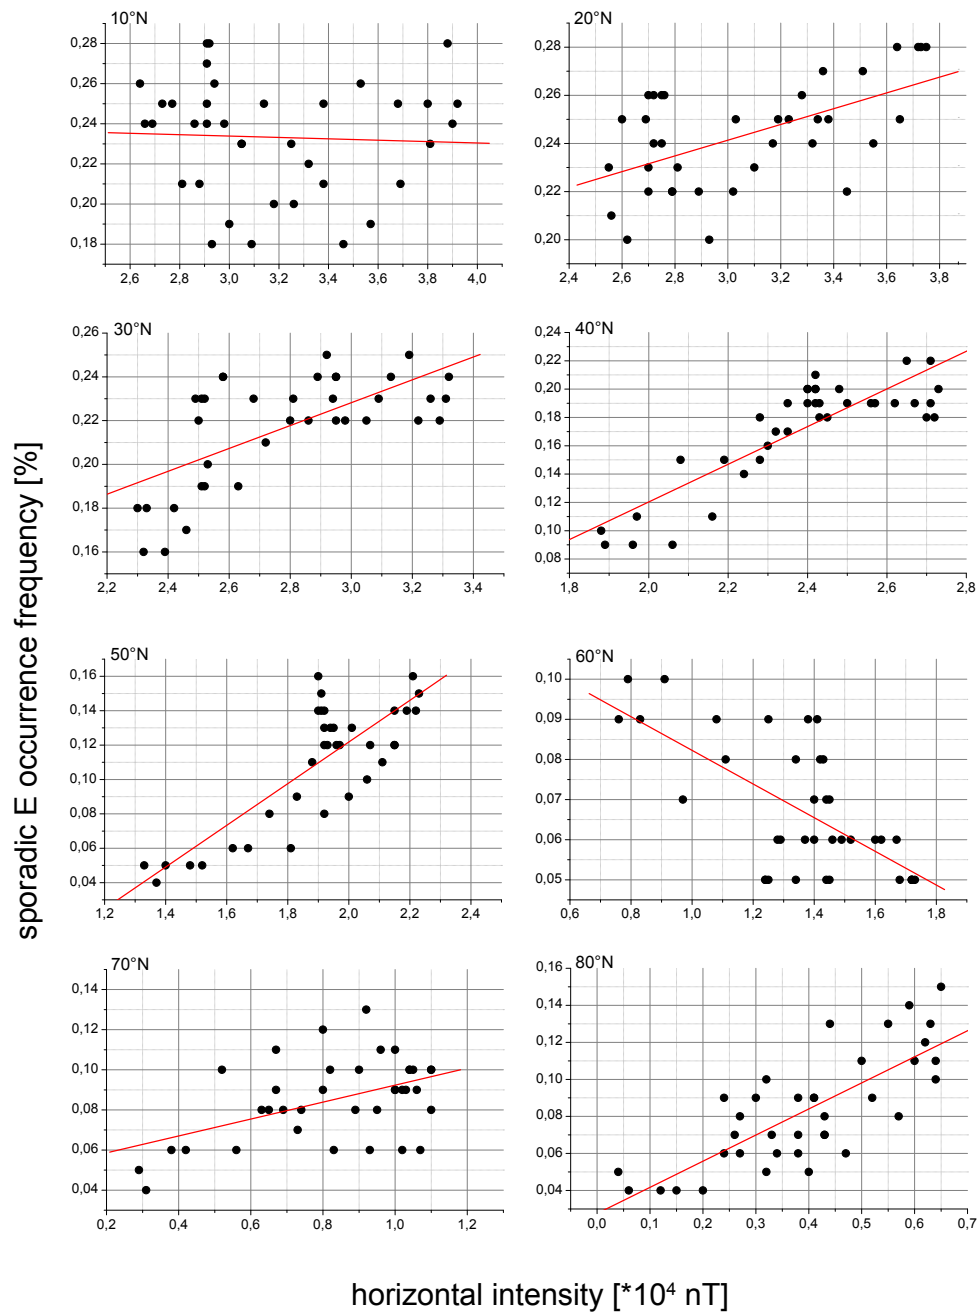 10°N
0,28
0,26
0,24
0,22
0,20
0,18
2,6 2,8 3,0 3,2 3,4 3,6 3,8 4,0
20°N
0,28
0,26
0,24
0,22
0,20
2,4 2,6 2,8 3,0 3,2 3,4 3,6 3,8
30°N
0,26
0,24
0,22
0,20
0,18
0,16
2,2 2,4 2,6 2,8 3,0 3,2 3,4
40°N
0,24
0,22
0,20
0,18
0,16
0,14
0,12
0,10
0,08
1,8 2,0 2,2 2,4 2,6 2,8
sporadic E occurrence frequency [%]
50°N
0,16
0,14
0,12
0,10
0,08
0,06
0,04
1,2 1,4 1,6 1,8 2,0 2,2 2,4
60°N
0,10
0,09
0,08
0,07
0,06
0,05
0,6 0,8 1,0 1,2 1,4 1,6 1,8
70°N
0,14
0,12
0,10
0,08
0,06
0,04
0,2 0,4 0,6 0,8 1,0 1,2
80°N
0,16
0,14
0,12
0,10
0,08
0,06
0,04
0,0 0,1 0,2 0,3 0,4 0,5 0,6 0,7
horizontal intensity [*10⁴ nT]